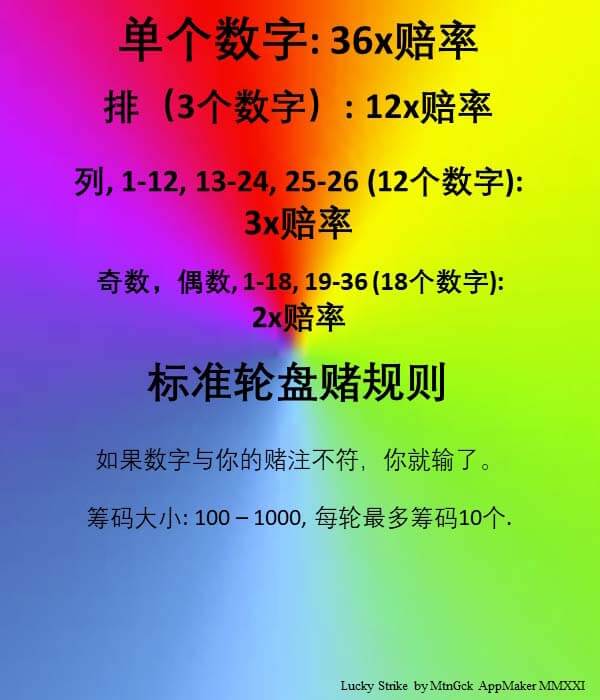 单个数字: 36x赔率
排（3个数字）: 12x赔率
列, 1-12, 13-24, 25-26 (12个数字):
3x赔率
奇数，偶数, 1-18, 19-36 (18个数字):
2x赔率
标准轮盘赌规则
如果数字与你的赌注不符，你就输了。
筹码大小: 100 – 1000, 每轮最多筹码10个.
Lucky Strike by MtnGck AppMaker MMXXI